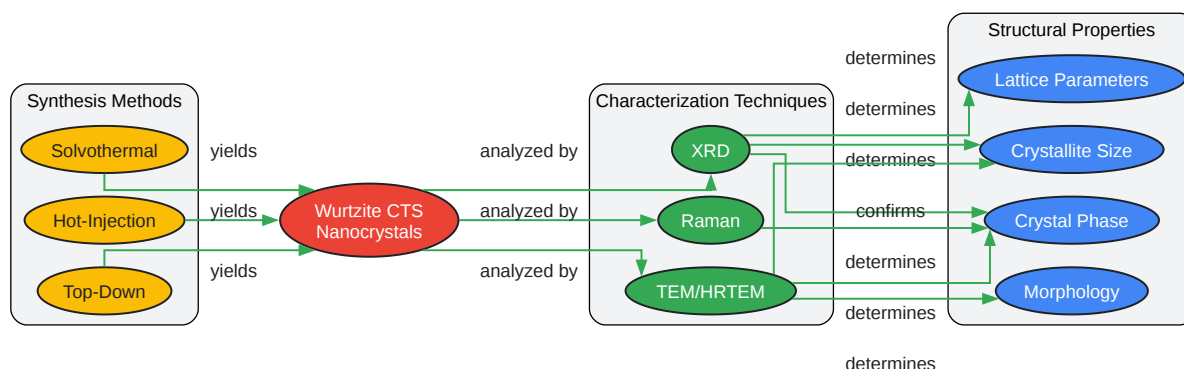 Synthesis Methods
Solvothermal
Hot-Injection
Top-Down
yields
yields
yields
Wurtzite CTS
Nanocrystals
analyzed by
analyzed by
analyzed by
Characterization Techniques
XRD
Raman
TEM/HRTEM
determines
determines
determines
confirms
determines
determines
determines
Structural Properties
Lattice Parameters
Crystallite Size
Crystal Phase
Morphology